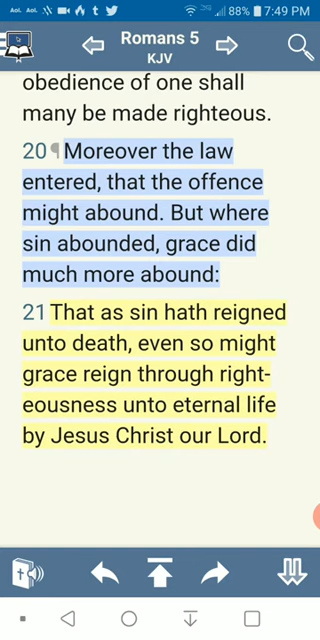 AOL. AOL. t 88% 7:49 PM
Romans 5
KJV
obedience of one shall
many be made righteous.
20 ¶ Moreover the law
entered, that the offence
might abound. But where
sin abounded, grace did
much more abound:
21 That as sin hath reigned
unto death, even so might
grace reign through right-
eousness unto eternal life
by Jesus Christ our Lord.